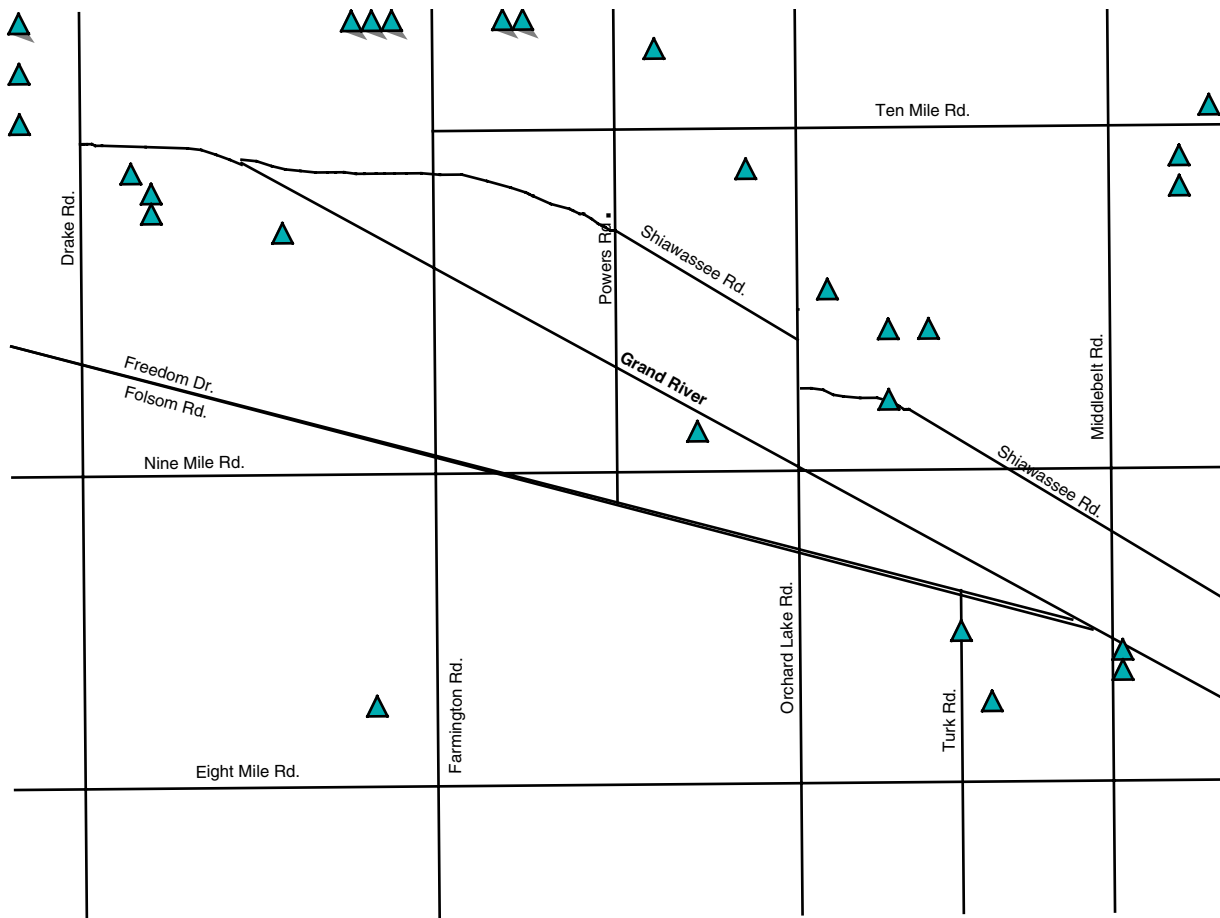 Ten Mile Rd.
Drake Rd.
Powers Rd.
Shiawassee Rd.
Freedom Dr.
Folsom Rd.
Grand River
Middlebelt Rd.
Nine Mile Rd.
Shiawassee Rd.
Orchard Lake Rd.
Farmington Rd.
Turk Rd.
Eight Mile Rd.